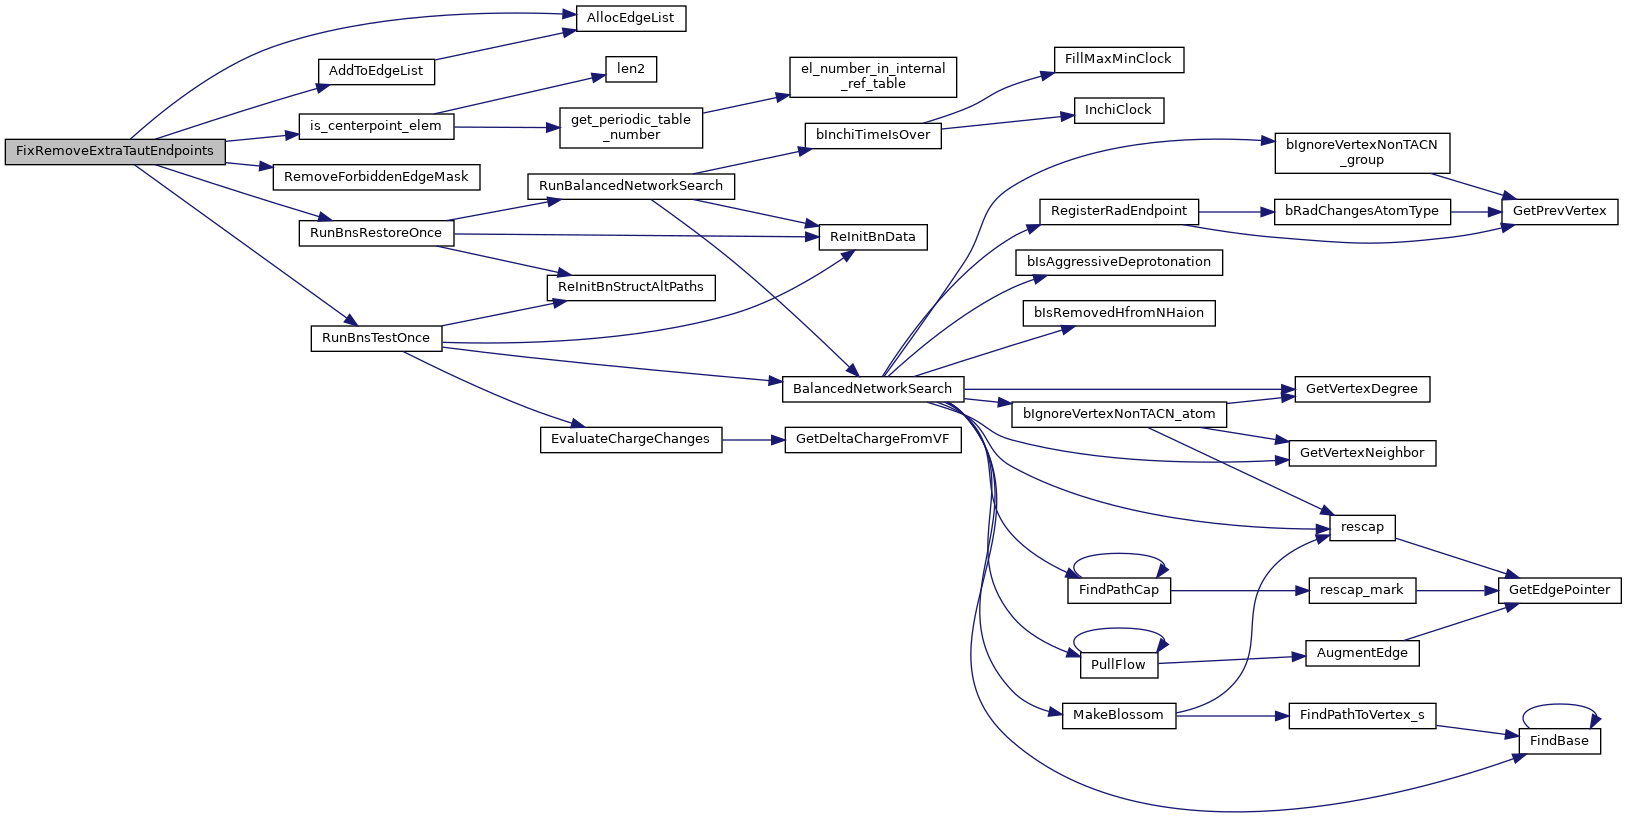 AllocEdgeList
AddToEdgeList
len2
FillMaxMinClock
el_number_in_internal
_ref_table
InchiClock
is_centerpoint_elem
get_periodic_table
_number
bInchiTimeIsOver
FixRemoveExtraTautEndpoints
bIgnoreVertexNonTACN
_group
RemoveForbiddenEdgeMask
RunBalancedNetworkSearch
RegisterRadEndpoint
bRadChangesAtomType
GetPrevVertex
RunBnsRestoreOnce
ReInitBnData
bIsAggressiveDeprotonation
ReInitBnStructAltPaths
bIsRemovedHfromNHaion
RunBnsTestOnce
BalancedNetworkSearch
GetVertexDegree
bIgnoreVertexNonTACN_atom
EvaluateChargeChanges
GetDeltaChargeFromVF
GetVertexNeighbor
rescap
FindPathCap
rescap_mark
GetEdgePointer
PullFlow
AugmentEdge
MakeBlossom
FindPathToVertex_s
FindBase